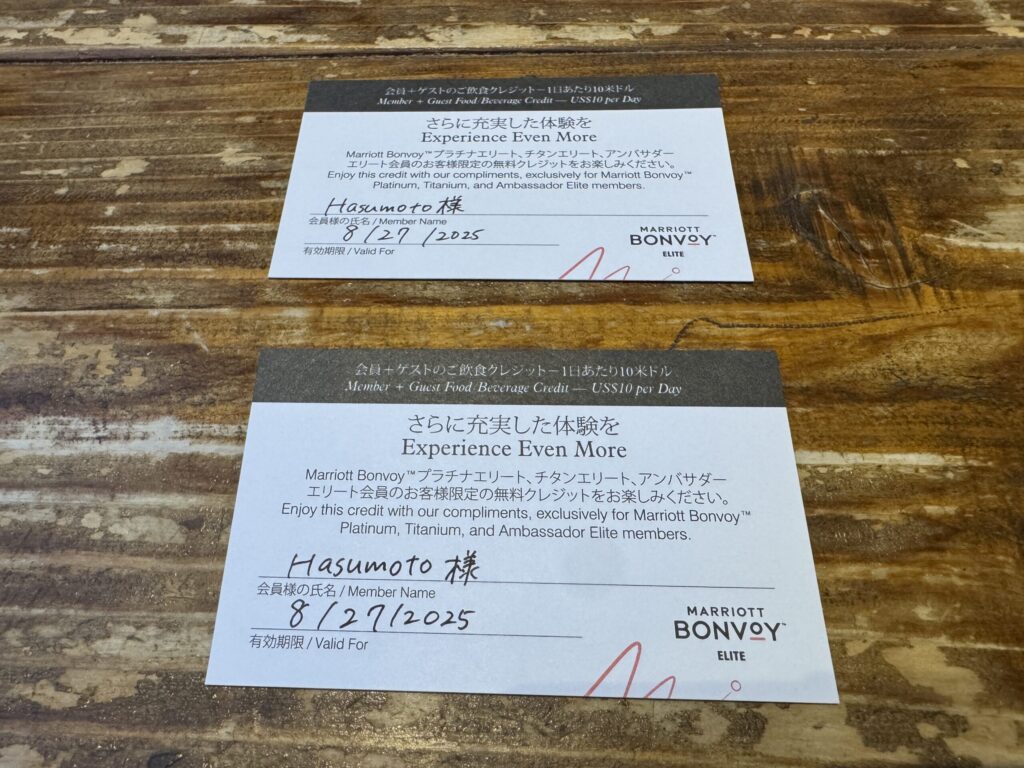 会員+ゲストのご飲食クレジット−1日あたり10米ドル
Member + Guest Food/Beverage Credit — US$10 per Day
さらに充実した体験を
Experience Even More
Marriott Bonvoy™プラチナエリート、チタンエリート、アンバサダー
エリート会員のお客様限定の無料クレジットをお楽しみください。
Enjoy this credit with our compliments, exclusively for Marriott Bonvoy™
Platinum, Titanium, and Ambassador Elite members.
Hasumoto 様
会員様の氏名 / Member Name
8/27/2025
有効期限 / Valid For
MARRIOTT
BONVOY™
ELITE
会員+ゲストのご飲食クレジット−1日あたり10米ドル
Member + Guest Food/Beverage Credit — US$10 per Day
さらに充実した体験を
Experience Even More
Marriott Bonvoy™プラチナエリート、チタンエリート、アンバサダー
エリート会員のお客様限定の無料クレジットをお楽しみください。
Enjoy this credit with our compliments, exclusively for Marriott Bonvoy™
Platinum, Titanium, and Ambassador Elite members.
Hasumoto 様
会員様の氏名 / Member Name
8/27/2025
有効期限 / Valid For
MARRIOTT
BONVOY™
ELITE